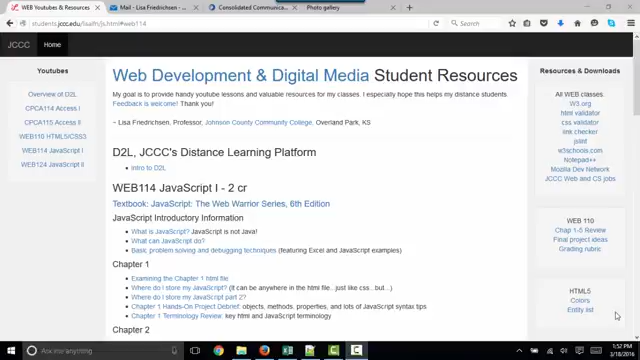 WEB Youtubes & Resources
Mail - Lisa Friedrichsen - ...
Consolidated Communica...
Photo gallery
students.jccc.edu/lisafri/js.html#web114
Search
JCCC
Home
Youtubes
Overview of D2L
CPCA114 Access I
CPCA115 Access II
WEB110 HTML5/CSS3
WEB114 JavaScript I
WEB124 JavaScript II
Web Development & Digital Media Student Resources
My goal is to provide handy youtube lessons and valuable resources for my classes. I especially hope this helps my distance students.
Feedback is welcome! Thank you!
~ Lisa Friedrichsen, Professor, Johnson County Community College. Overland Park, KS
D2L, JCCC's Distance Learning Platform
Intro to D2L
WEB114 JavaScript I - 2 cr
Textbook: JavaScript: The Web Warrior Series, 6th Edition
JavaScript Introductory Information
What is JavaScript? JavaScript is not Java!
What can JavaScript do?
Basic problem solving and debugging techniques (featuring Excel and JavaScript examples)
Chapter 1
Examining the Chapter 1 html file
Where do I store my JavaScript? (It can be anywhere in the html file...just like css...but...)
Where do I store my JavaScript part 2?
Chapter 1 Hands-On Project Debrief: objects, methods, properties, and lots of JavaScript syntax tips
Chapter 1 Terminology Review: key html and JavaScript terminology
Chapter 2
Resources & Downloads
All WEB classes:
W3.org
html validator
css validator
link checker
jslint
w3schools.com
Notepad++
Mozilla Dev Network
JCCC Web and CS jobs
WEB 110
Chap 1-5 Review
Final project ideas
Grading rubric
HTML5
Colors
Entity list
Ask me anything
1:52 PM
3/18/2016